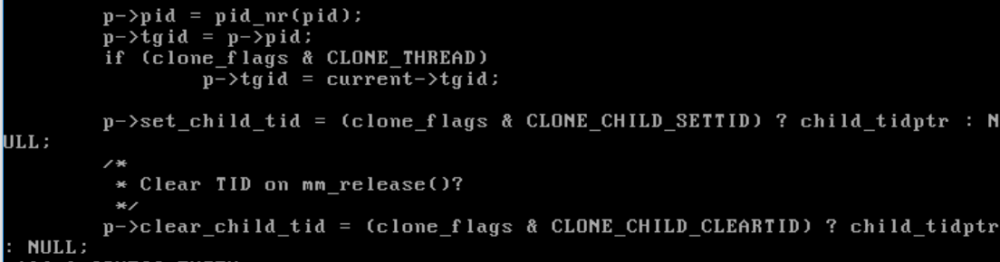 p->pid = pid_nr(pid);
p->tgid = p->pid;
if (clone_flags & CLONE_THREAD)
p->tgid = current->tgid;
p->set_child_tid = (clone_flags & CLONE_CHILD_SETTID) ? child_tidptr : N
ULL;
/*
* Clear TID on mm_release()?
*/
p->clear_child_tid = (clone_flags & CLONE_CHILD_CLEARTID) ? child_tidptr
: NULL;